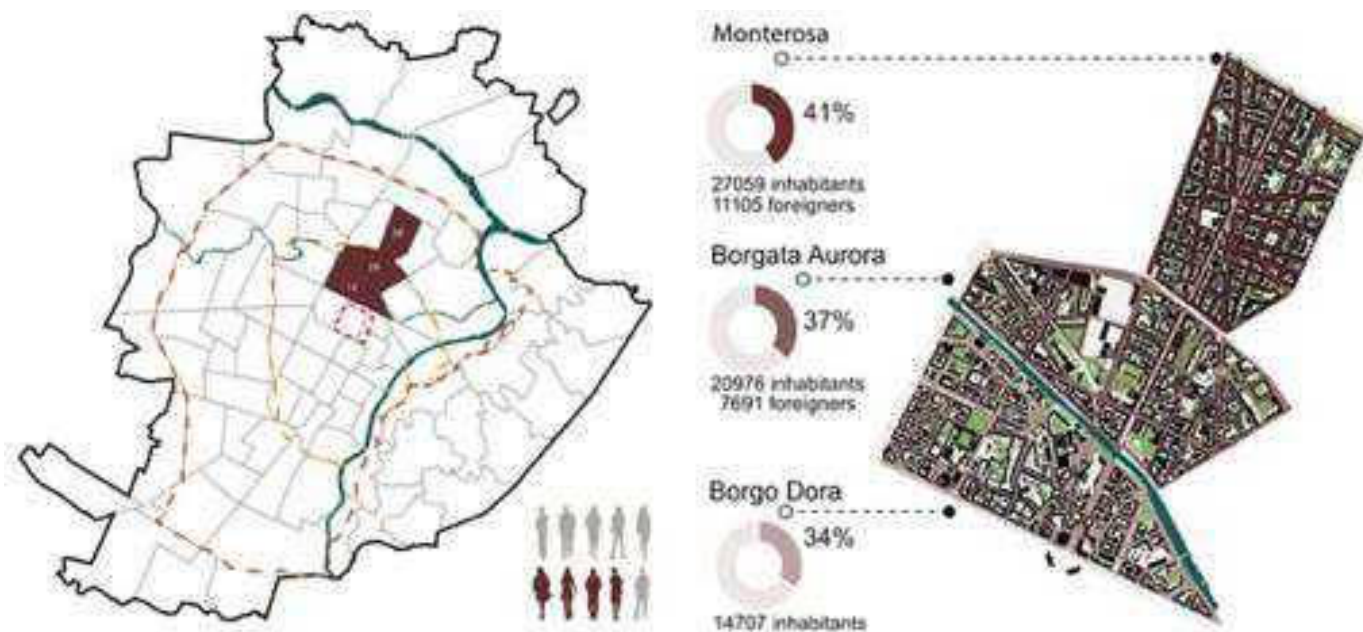 Monterosa
41%
27059 inhabitants
11105 foreigners
Borgata Aurora
37%
20976 inhabitants
7691 foreigners
Borgo Dora
34%
14707 inhabitants